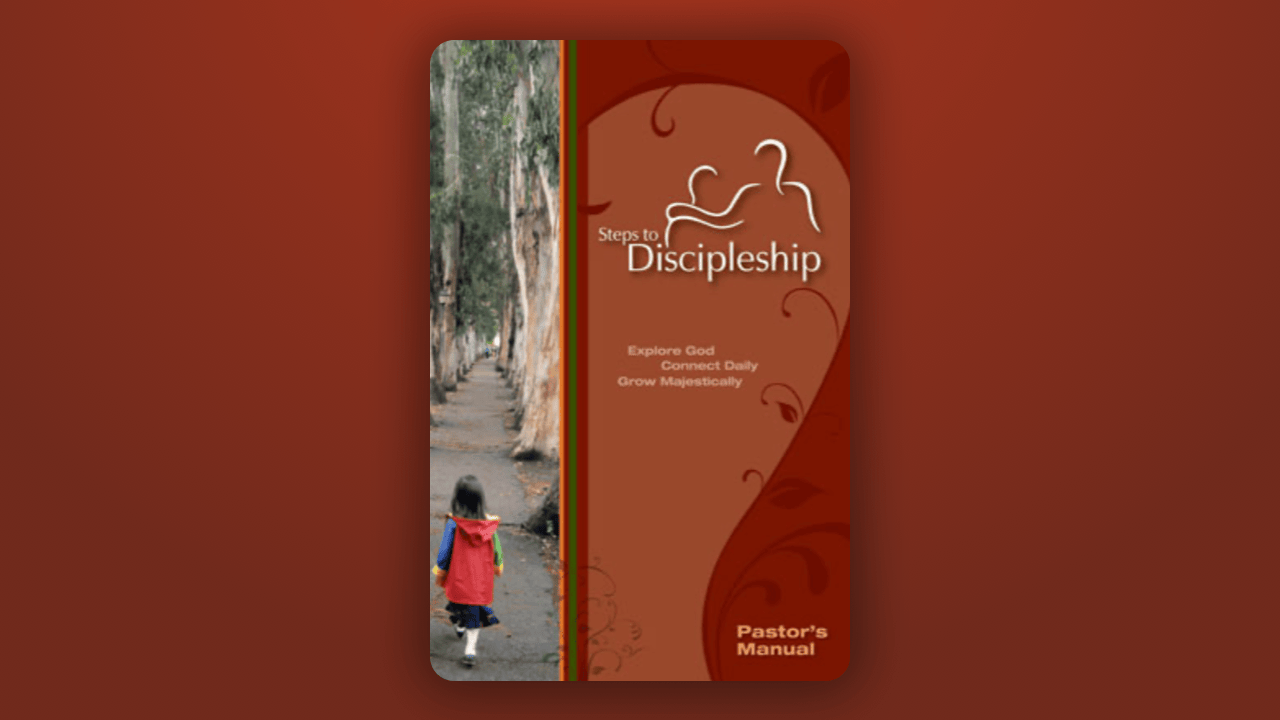 Steps to
Discipleship
Explore God
Connect Daily
Grow Majestically
Pastor's
Manual